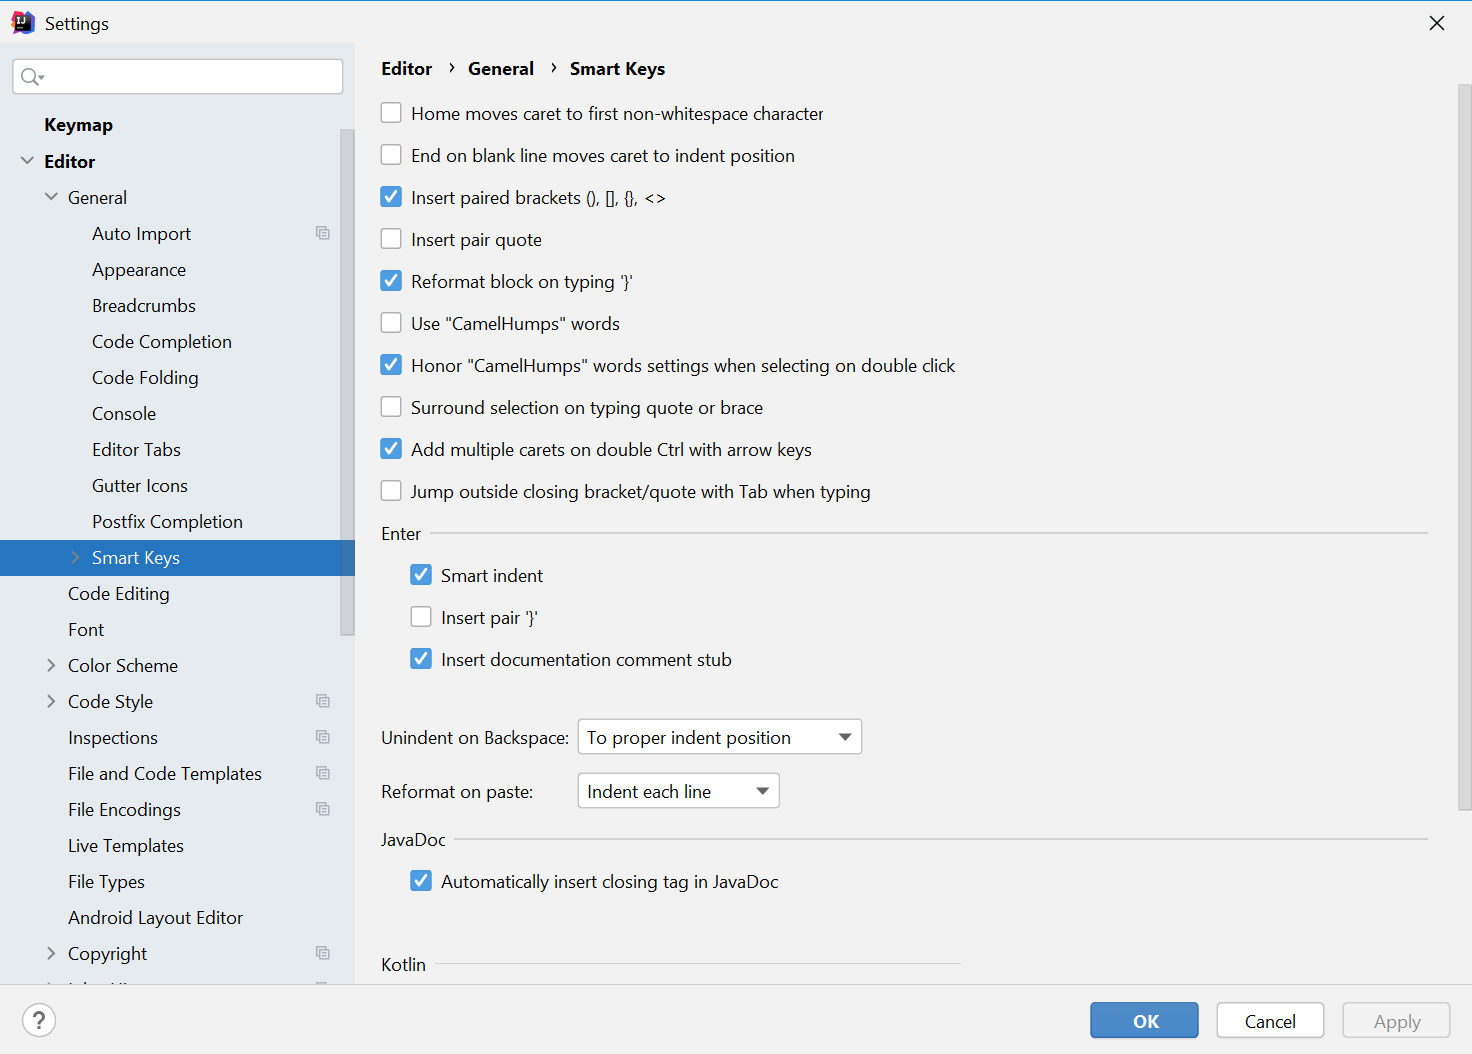 Settings
Keymap
Editor
General
Auto Import
Appearance
Breadcrumbs
Code Completion
Code Folding
Console
Editor Tabs
Gutter Icons
Postfix Completion
Smart Keys
Code Editing
Font
Color Scheme
Code Style
Inspections
File and Code Templates
File Encodings
Live Templates
File Types
Android Layout Editor
Copyright
Editor › General › Smart Keys
Home moves caret to first non-whitespace character
End on blank line moves caret to indent position
Insert paired brackets (), [], {}, <>
Insert pair quote
Reformat block on typing '}'
Use "CamelHumps" words
Honor "CamelHumps" words settings when selecting on double click
Surround selection on typing quote or brace
Add multiple carets on double Ctrl with arrow keys
Jump outside closing bracket/quote with Tab when typing
Enter
Smart indent
Insert pair '}'
Insert documentation comment stub
Unindent on Backspace: To proper indent position
Reformat on paste: Indent each line
JavaDoc
Automatically insert closing tag in JavaDoc
Kotlin
? OK Cancel Apply